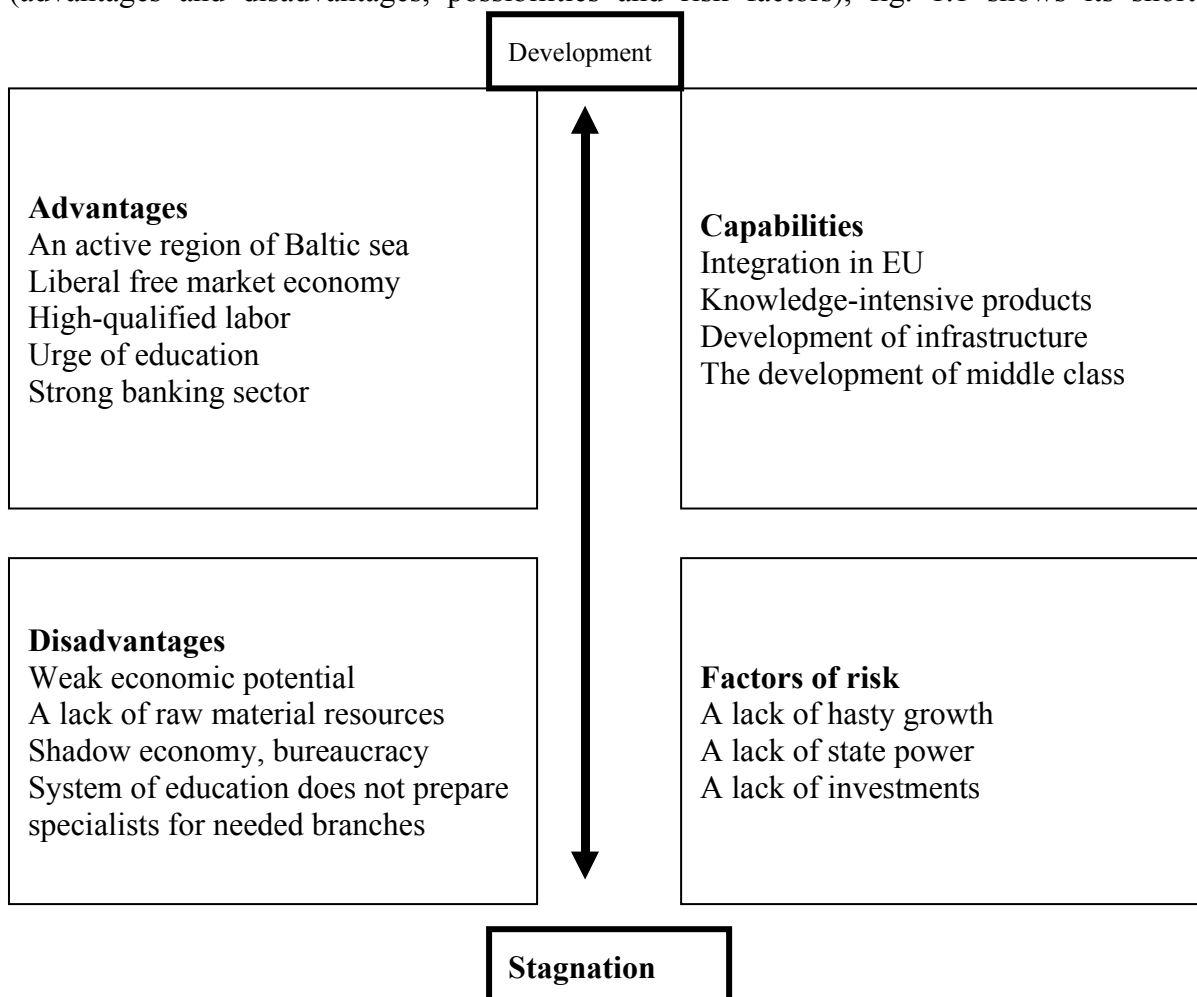 (advantages and disadvantages, possibilities and risk factors), fig. 1.1 shows its short
Development
Advantages
An active region of Baltic sea
Liberal free market economy
High-qualified labor
Urge of education
Strong banking sector
Capabilities
Integration in EU
Knowledge-intensive products
Development of infrastructure
The development of middle class
Disadvantages
Weak economic potential
A lack of raw material resources
Shadow economy, bureaucracy
System of education does not prepare
specialists for needed branches
Factors of risk
A lack of hasty growth
A lack of state power
A lack of investments
Stagnation